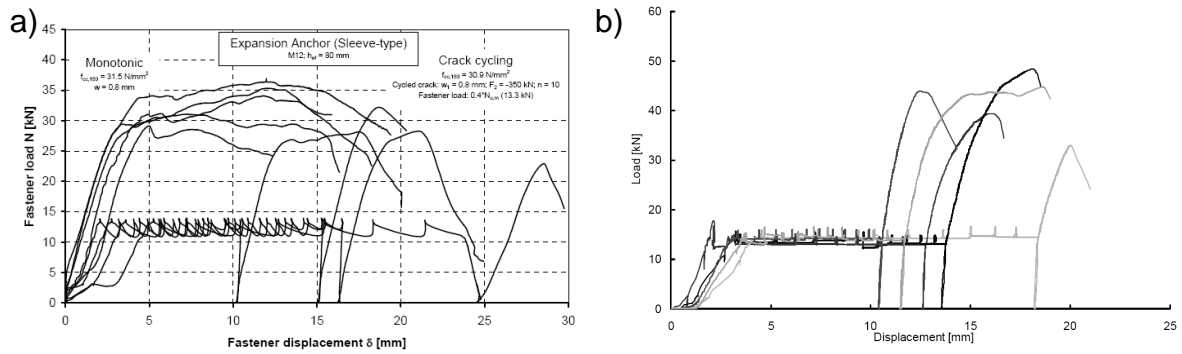 a)
45
40
35
30
25
20
15
10
5
0
Fastener load N [kN]
Expansion Anchor (Sleeve-type)
M12; hef = 80 mm
Monotonic
fcc,150 = 31.5 N/mm²
w = 0.8 mm
Crack cycling
fcc,150 = 30.9 N/mm²
Cycled crack: w1 = 0.8 mm; F2 = -350 kN; n = 10
Fastener load: 0.4*Nu,m (13.3 kN)
0 5 10 15 20 25 30
Fastener displacement δ [mm]
b)
60
50
40
30
20
10
0
Load [kN]
0 5 10 15 20 25
Displacement [mm]